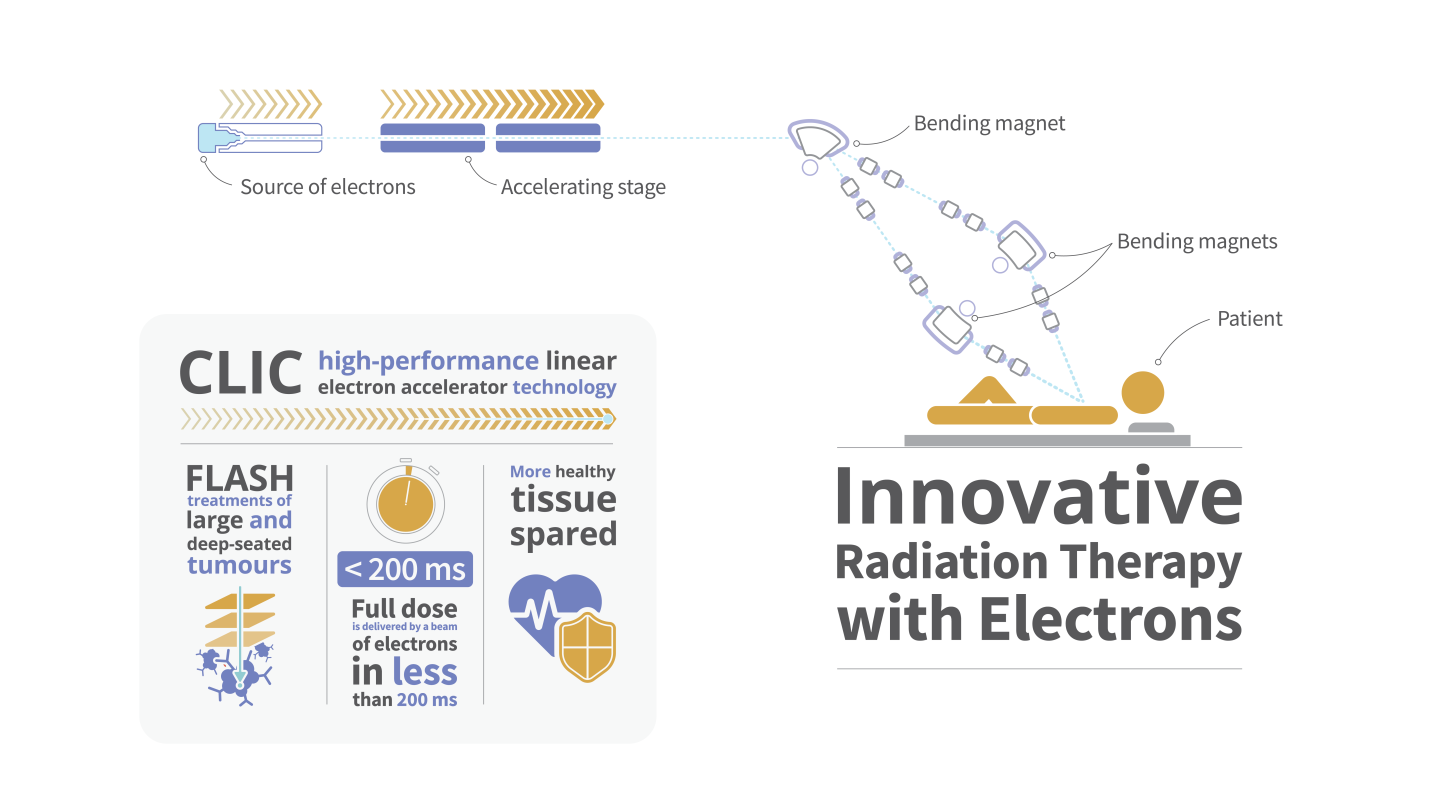 Source of electrons
Accelerating stage
Bending magnet
Bending magnets
Patient
CLIC
high-performance linear
electron accelerator technology
FLASH
treatments of
large and
deep-seated
tumours
< 200 ms
Full dose
is delivered by a beam
of electrons
in less
than 200 ms
More healthy
tissue
spared
Innovative
Radiation Therapy
with Electrons